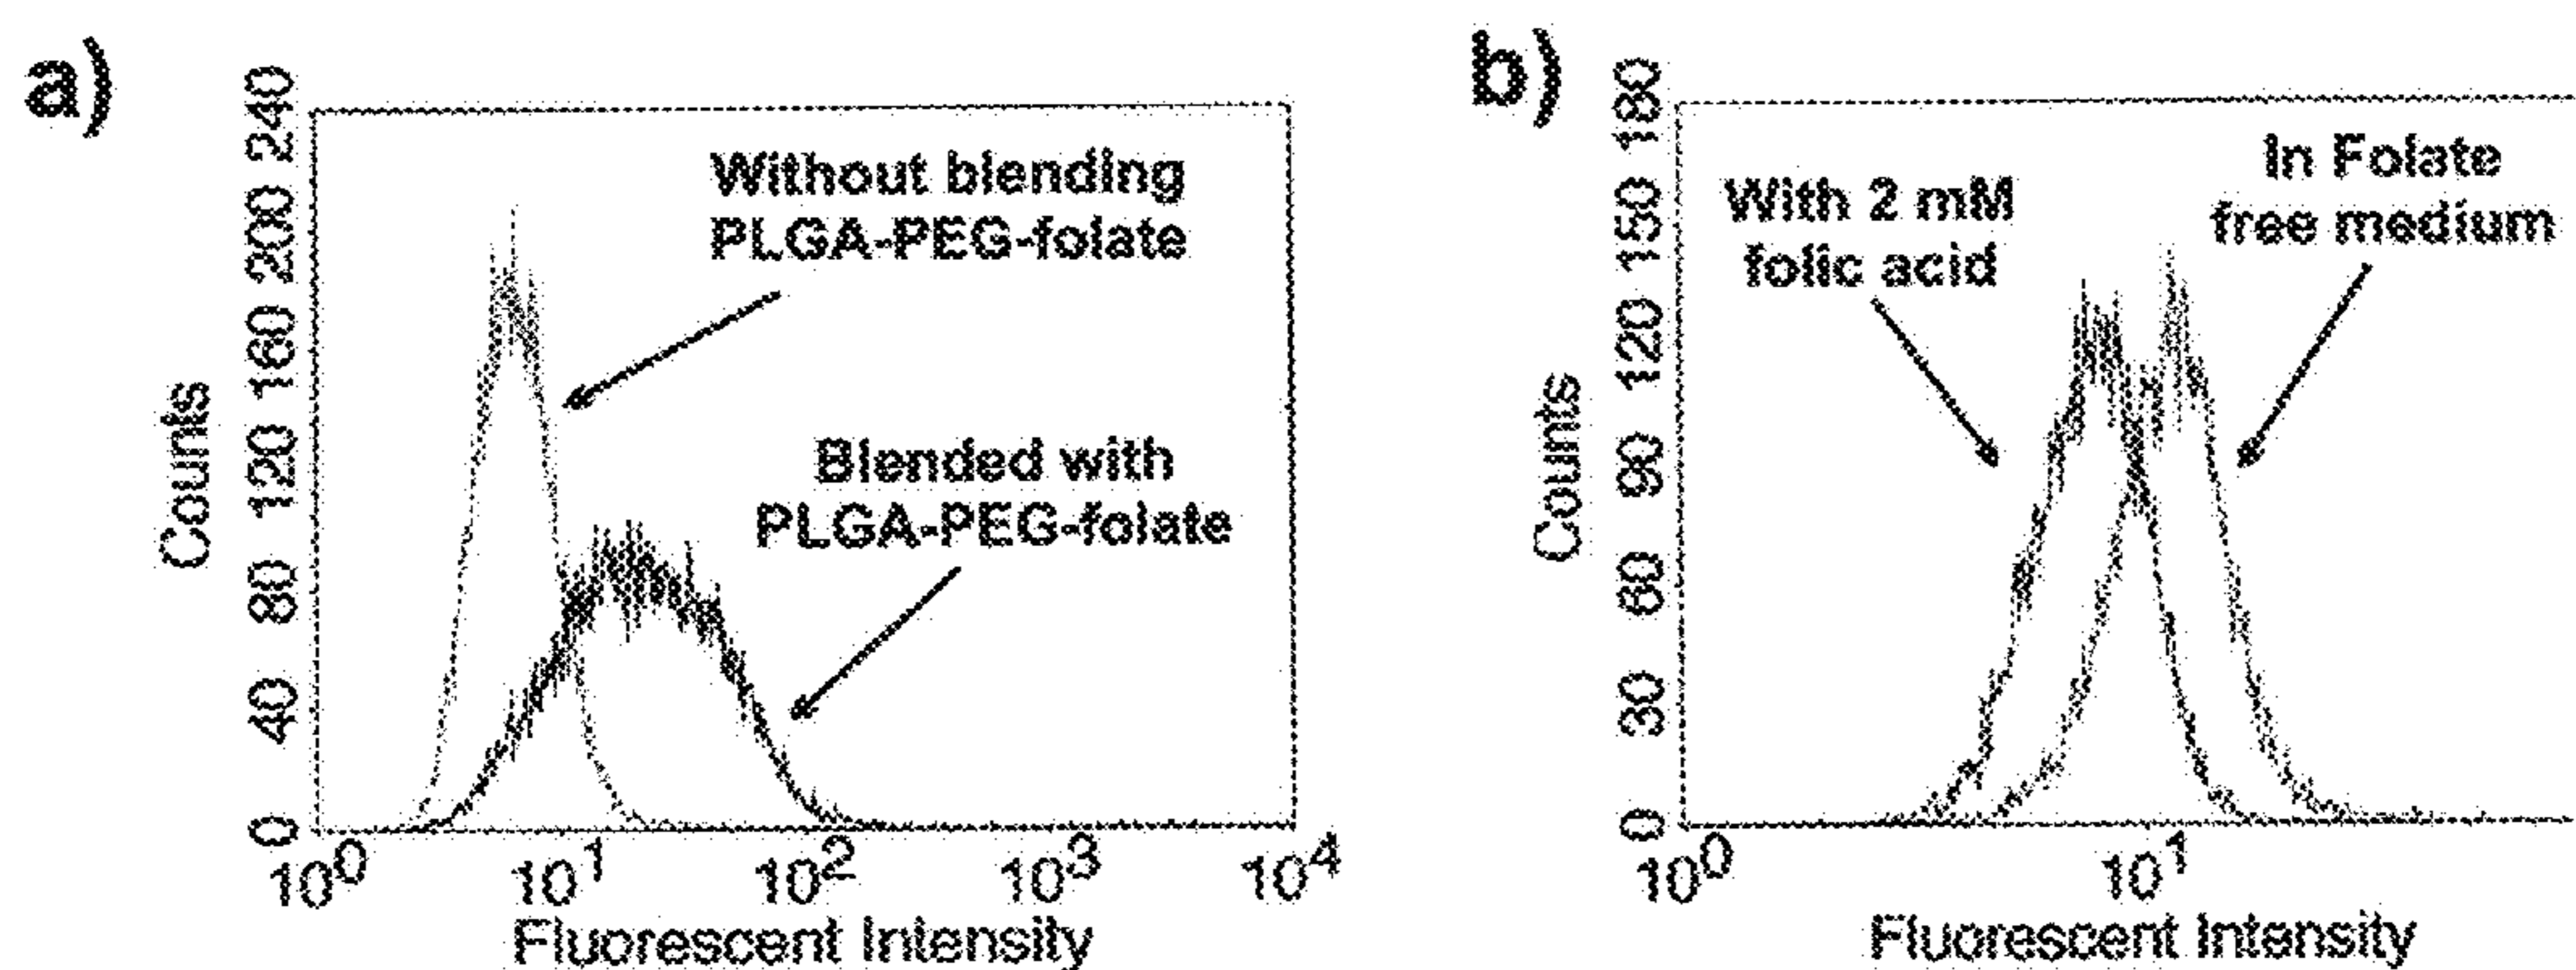 a)
240
200
160
120
80
40
0
Counts
Without blending
PLGA-PEG-folate
Blended with
PLGA-PEG-folate
10^0 10^1 10^2 10^3 10^4
Fluorescent Intensity
b)
180
150
120
90
60
30
0
Counts
With 2 mM
folic acid
In Folate
free medium
10^0 10^1
Fluorescent Intensity